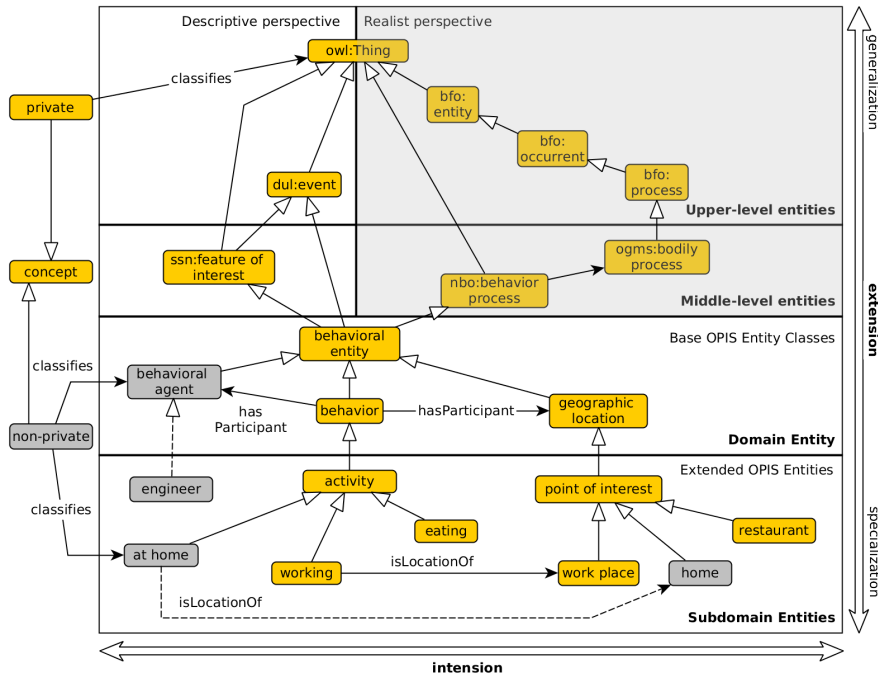 Descriptive perspective
Realist perspective
owl:Thing
generalization
classifies
private
bfo:
entity
bfo:
occurrent
bfo:
process
dul:event
Upper-level entities
ssn:feature of
interest
ogms:bodily
process
concept
nbo:behavior
process
Middle-level entities
extension
behavioral
entity
Base OPIS Entity Classes
classifies
behavioral
agent
has
Participant
behavior
hasParticipant
geographic
location
non-private
Domain Entity
Extended OPIS Entities
activity
engineer
point of interest
classifies
eating
restaurant
specialization
at home
working
isLocationOf
work place
home
isLocationOf
Subdomain Entities
intension